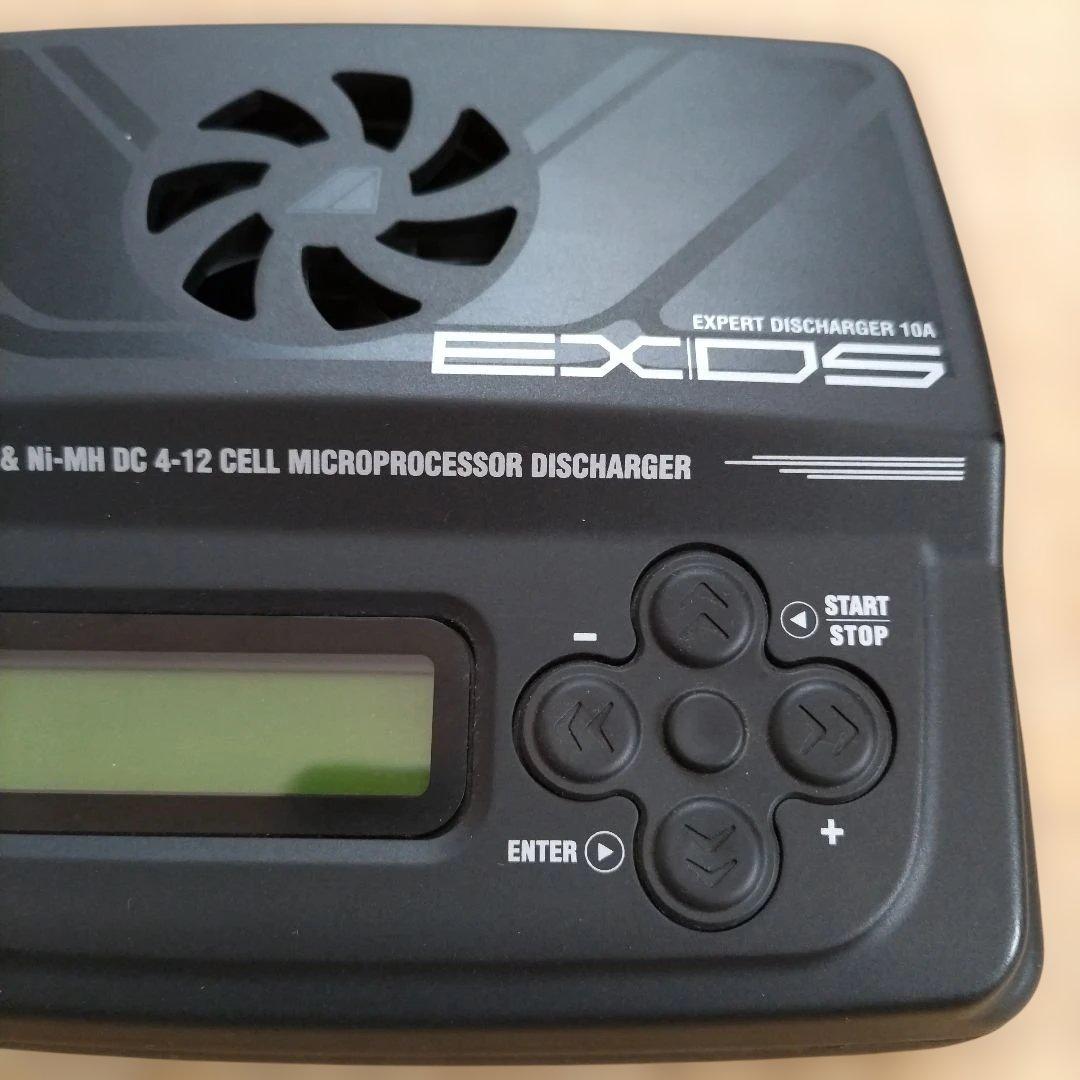 EXPERT DISCHARGER 10A
EXDS
& Ni-MH DC 4-12 CELL MICROPROCESSOR DISCHARGER
START
STOP
-
ENTER
+